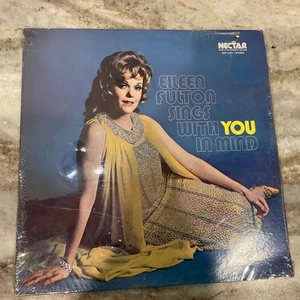 NECTAR
EILEEN
FULTON
SINGS
WITH YOU
IN MIND